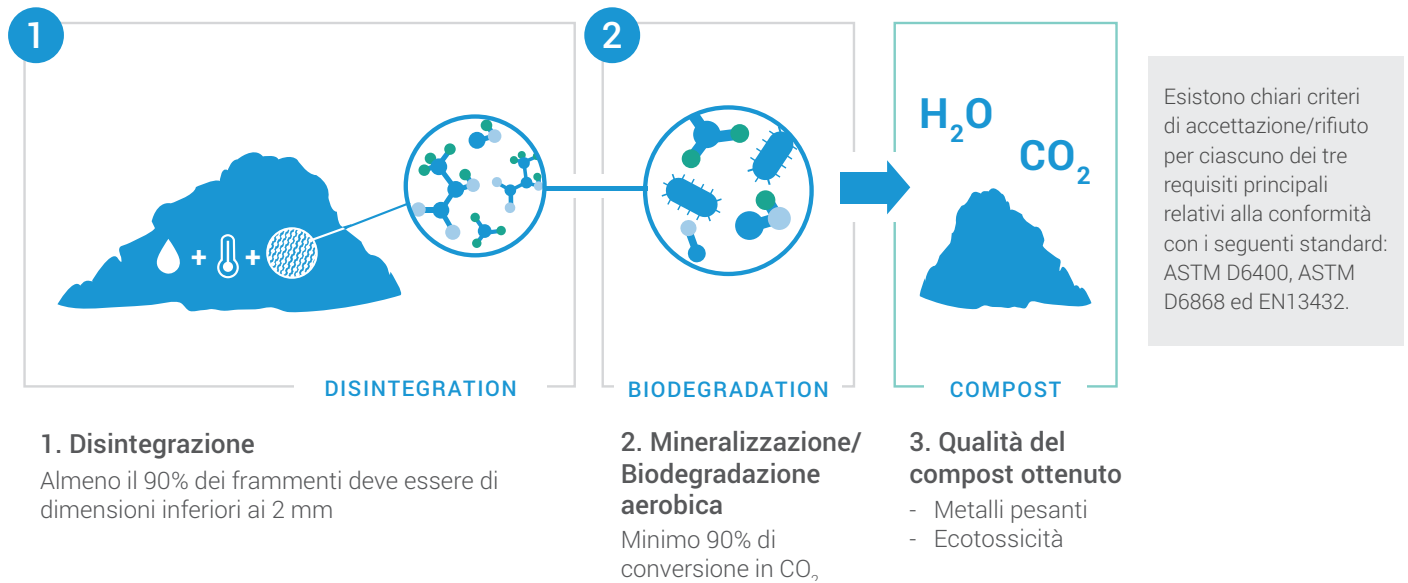 1
2
H₂O
CO₂
+ +
DISINTEGRATION
BIODEGRADATION
COMPOST
Esistono chiari criteri
di accettazione/rifiuto
per ciascuno dei tre
requisiti principali
relativi alla conformità
con i seguenti standard:
ASTM D6400, ASTM
D6868 ed EN13432.
1. Disintegrazione
Almeno il 90% dei frammenti deve essere di
dimensioni inferiori ai 2 mm
2. Mineralizzazione/
Biodegradazione
aerobica
Minimo 90% di
conversione in CO₂
3. Qualità del
compost ottenuto
- Metalli pesanti
- Ecotossicità